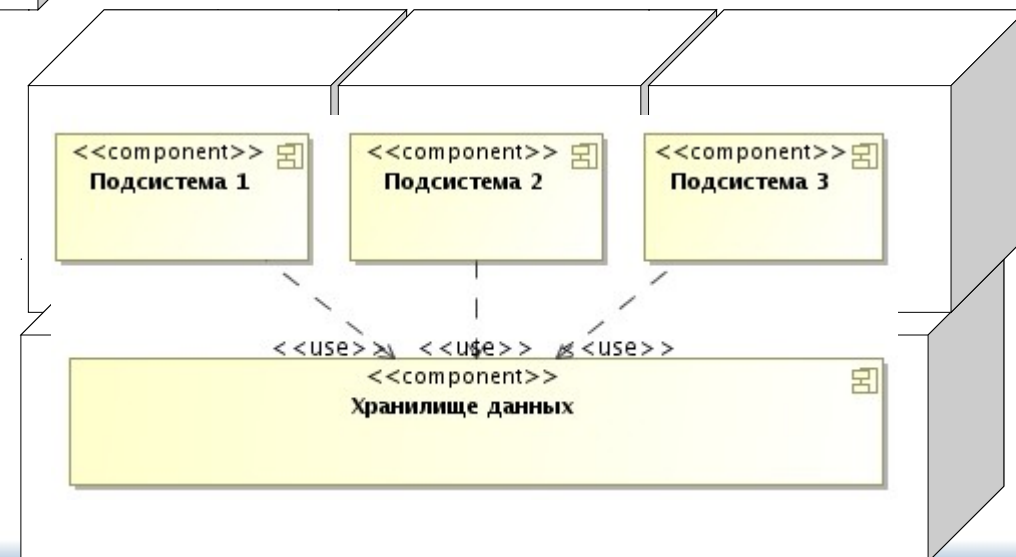 <<component>>
Подсистема 1
<<component>>
Подсистема 2
<<component>>
Подсистема 3
<<use>>
<<use>>
<<use>>
<<component>>
Хранилище данных